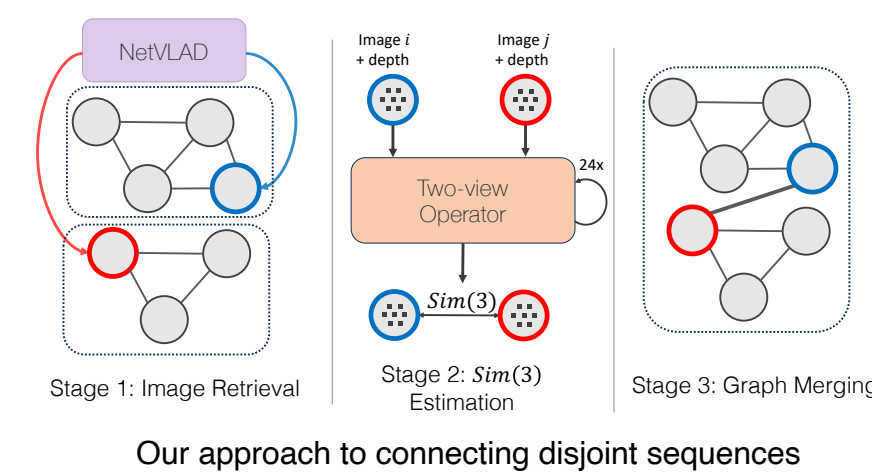 NetVLAD
Stage 1: Image Retrieval
Image i
+ depth
Image j
+ depth
Two-view
Operator
24x
Sim(3)
Stage 2: Sim(3)
Estimation
Stage 3: Graph Merging
Our approach to connecting disjoint sequences